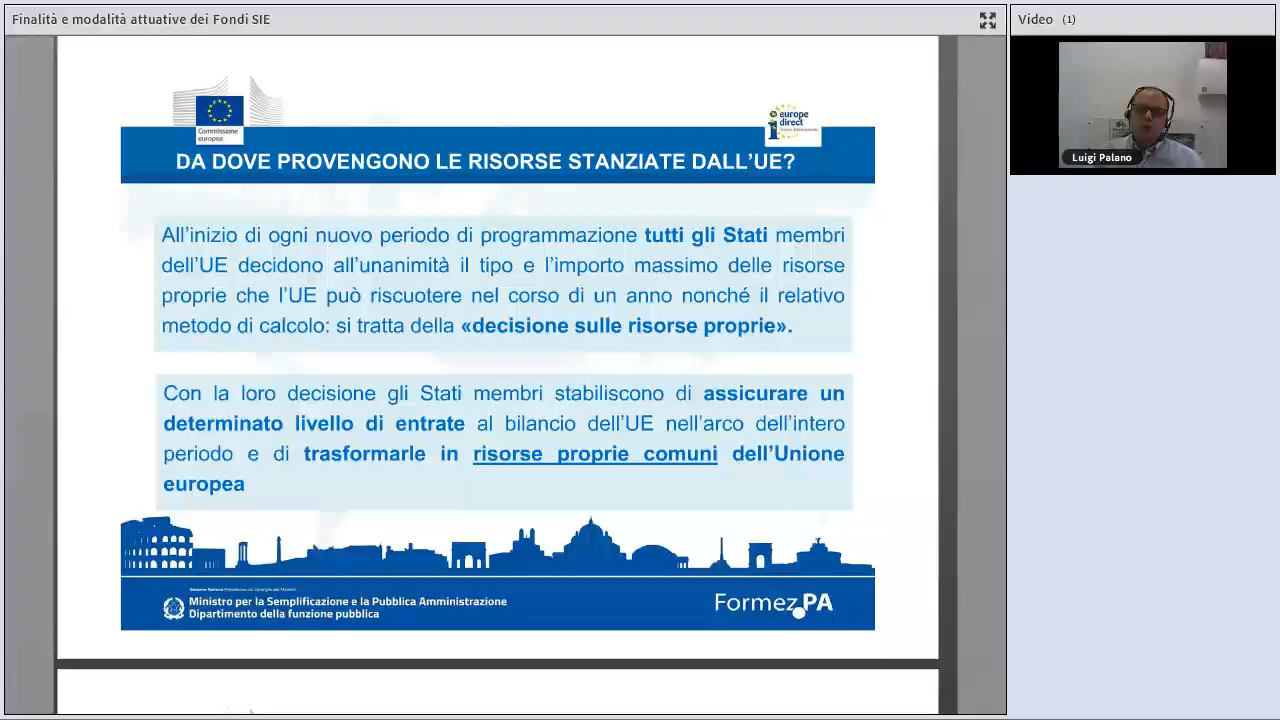 Finalità e modalità attuative dei Fondi SIE
Video (1)
Luigi Palano
Commissione
europea
europe
direct
DA DOVE PROVENGONO LE RISORSE STANZIATE DALL'UE?
All'inizio di ogni nuovo periodo di programmazione tutti gli Stati membri
dell'UE decidono all'unanimità il tipo e l'importo massimo delle risorse
proprie che l'UE può riscuotere nel corso di un anno nonché il relativo
metodo di calcolo: si tratta della «decisione sulle risorse proprie».
Con la loro decisione gli Stati membri stabiliscono di assicurare un
determinato livello di entrate al bilancio dell'UE nell'arco dell'intero
periodo e di trasformarle in risorse proprie comuni dell'Unione
europea
Ministro per la Semplificazione e la Pubblica Amministrazione
Dipartimento della funzione pubblica
Formez PA